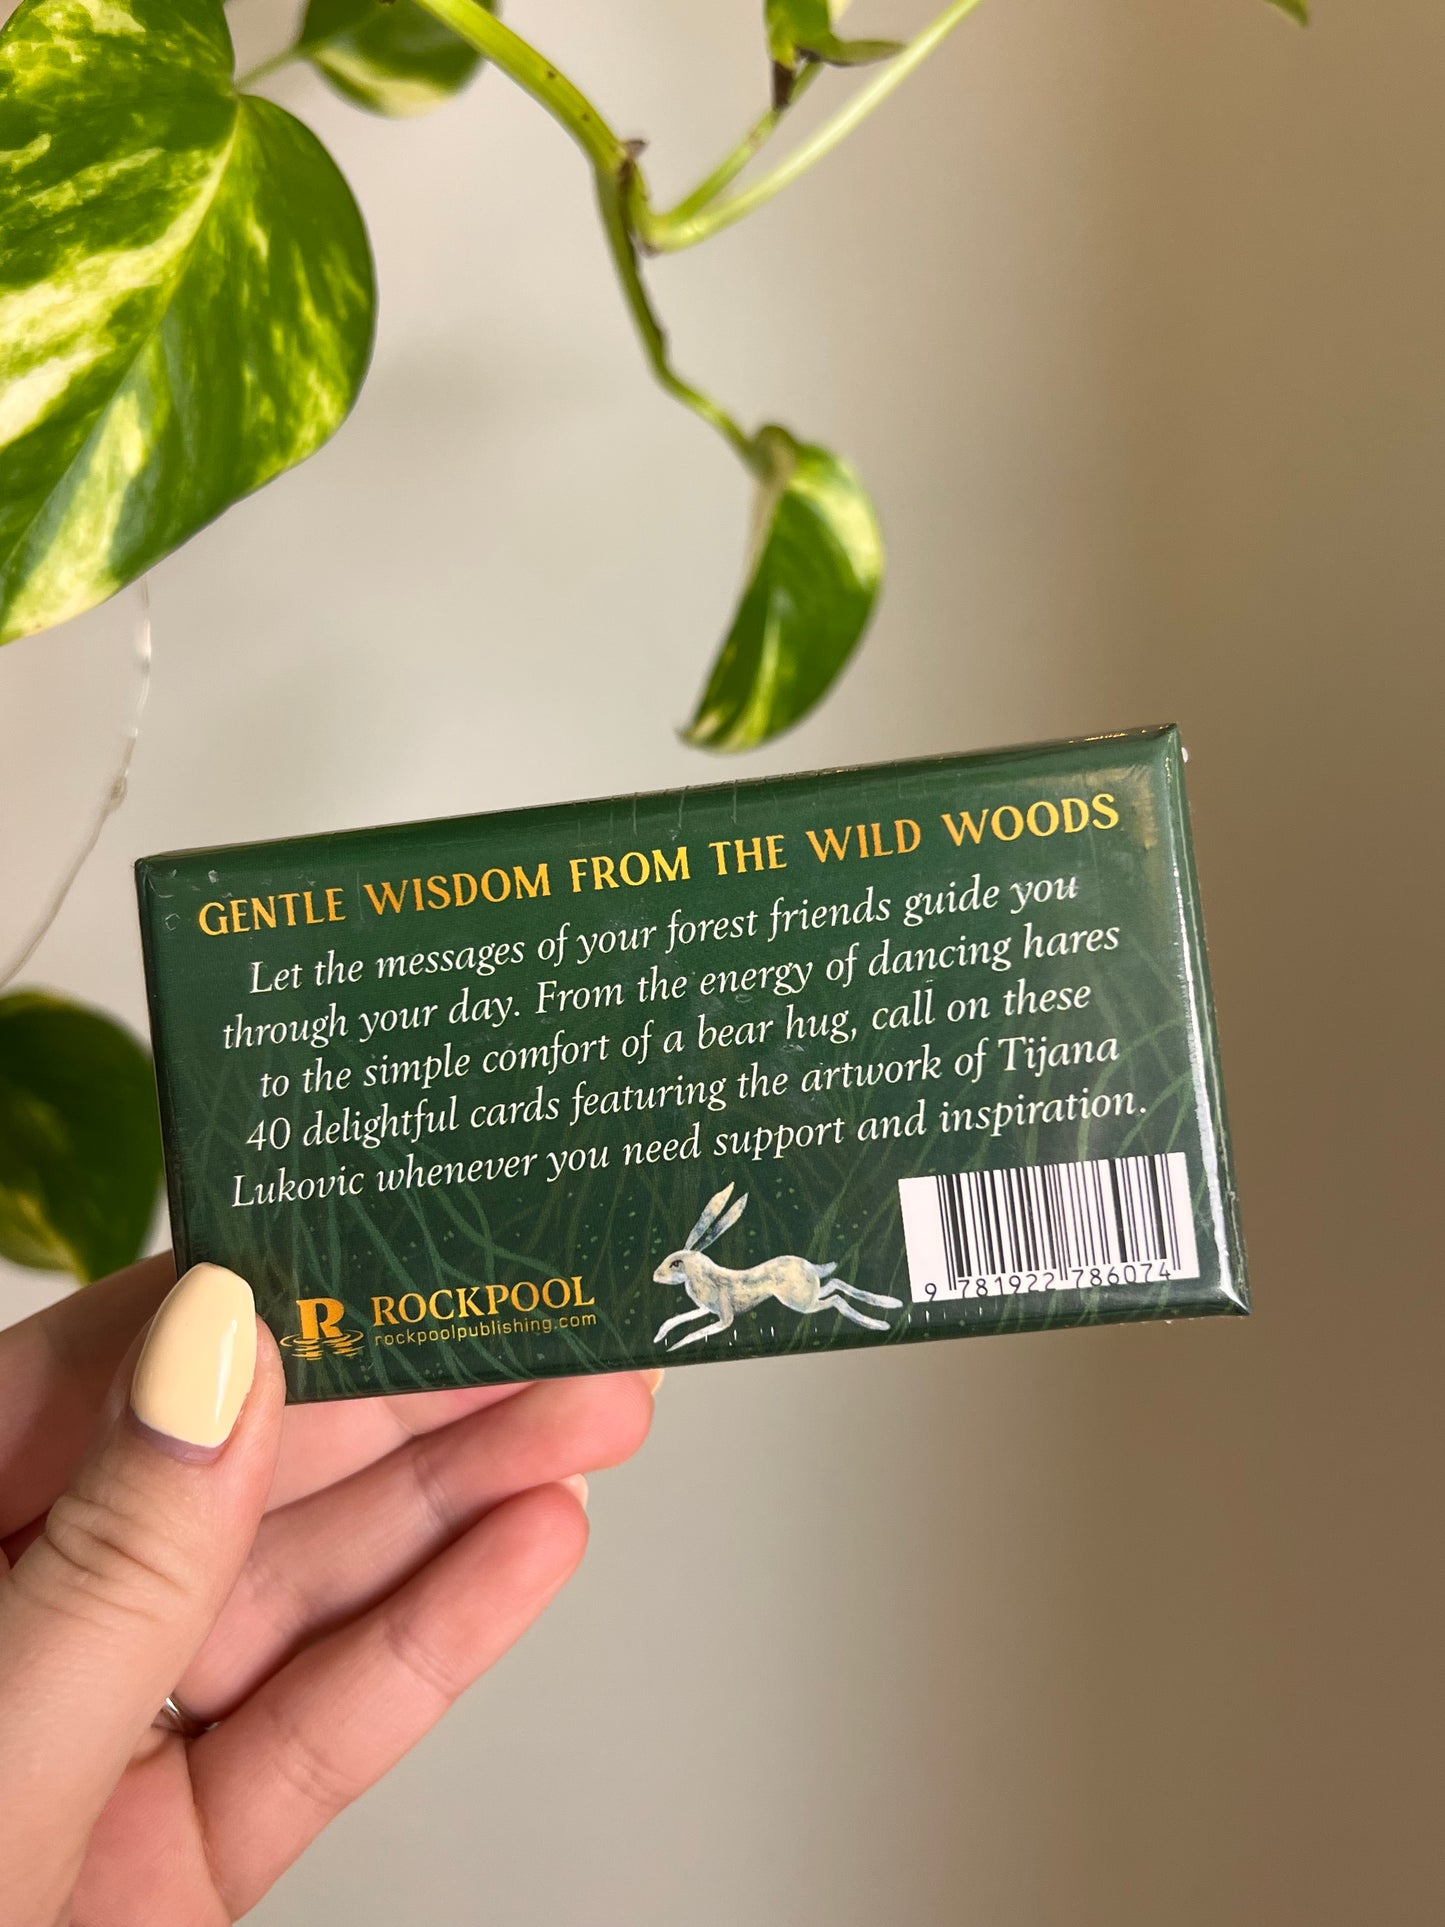 GENTLE WISDOM FROM THE WILD WOODS
Let the messages of your forest friends guide you
through your day. From the energy of dancing hares
to the simple comfort of a bear hug, call on these
40 delightful cards featuring the artwork of Tijana
Lukovic whenever you need support and inspiration.
R ROCKPOOL
rockpoolpublishing.com
9 781922 786074